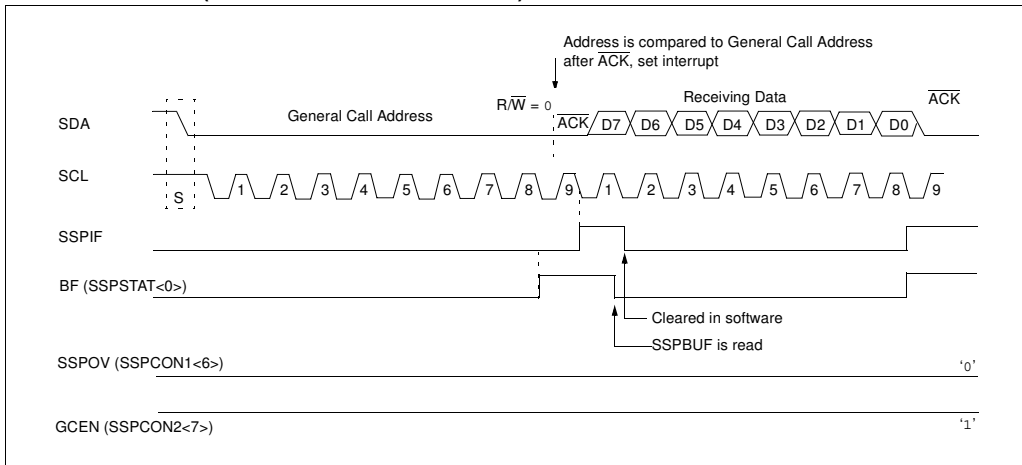 Address is compared to General Call Address
after ACK, set interrupt
R/W = 0
General Call Address
Receiving Data
ACK
SDA
ACK
D7 D6 D5 D4 D3 D2 D1 D0
SCL
S
1 2 3 4 5 6 7 8 9 1 2 3 4 5 6 7 8 9
SSPIF
BF (SSPSTAT<0>)
Cleared in software
SSPBUF is read
SSPOV (SSPCON1<6>)
‘0’
GCEN (SSPCON2<7>)
‘1’